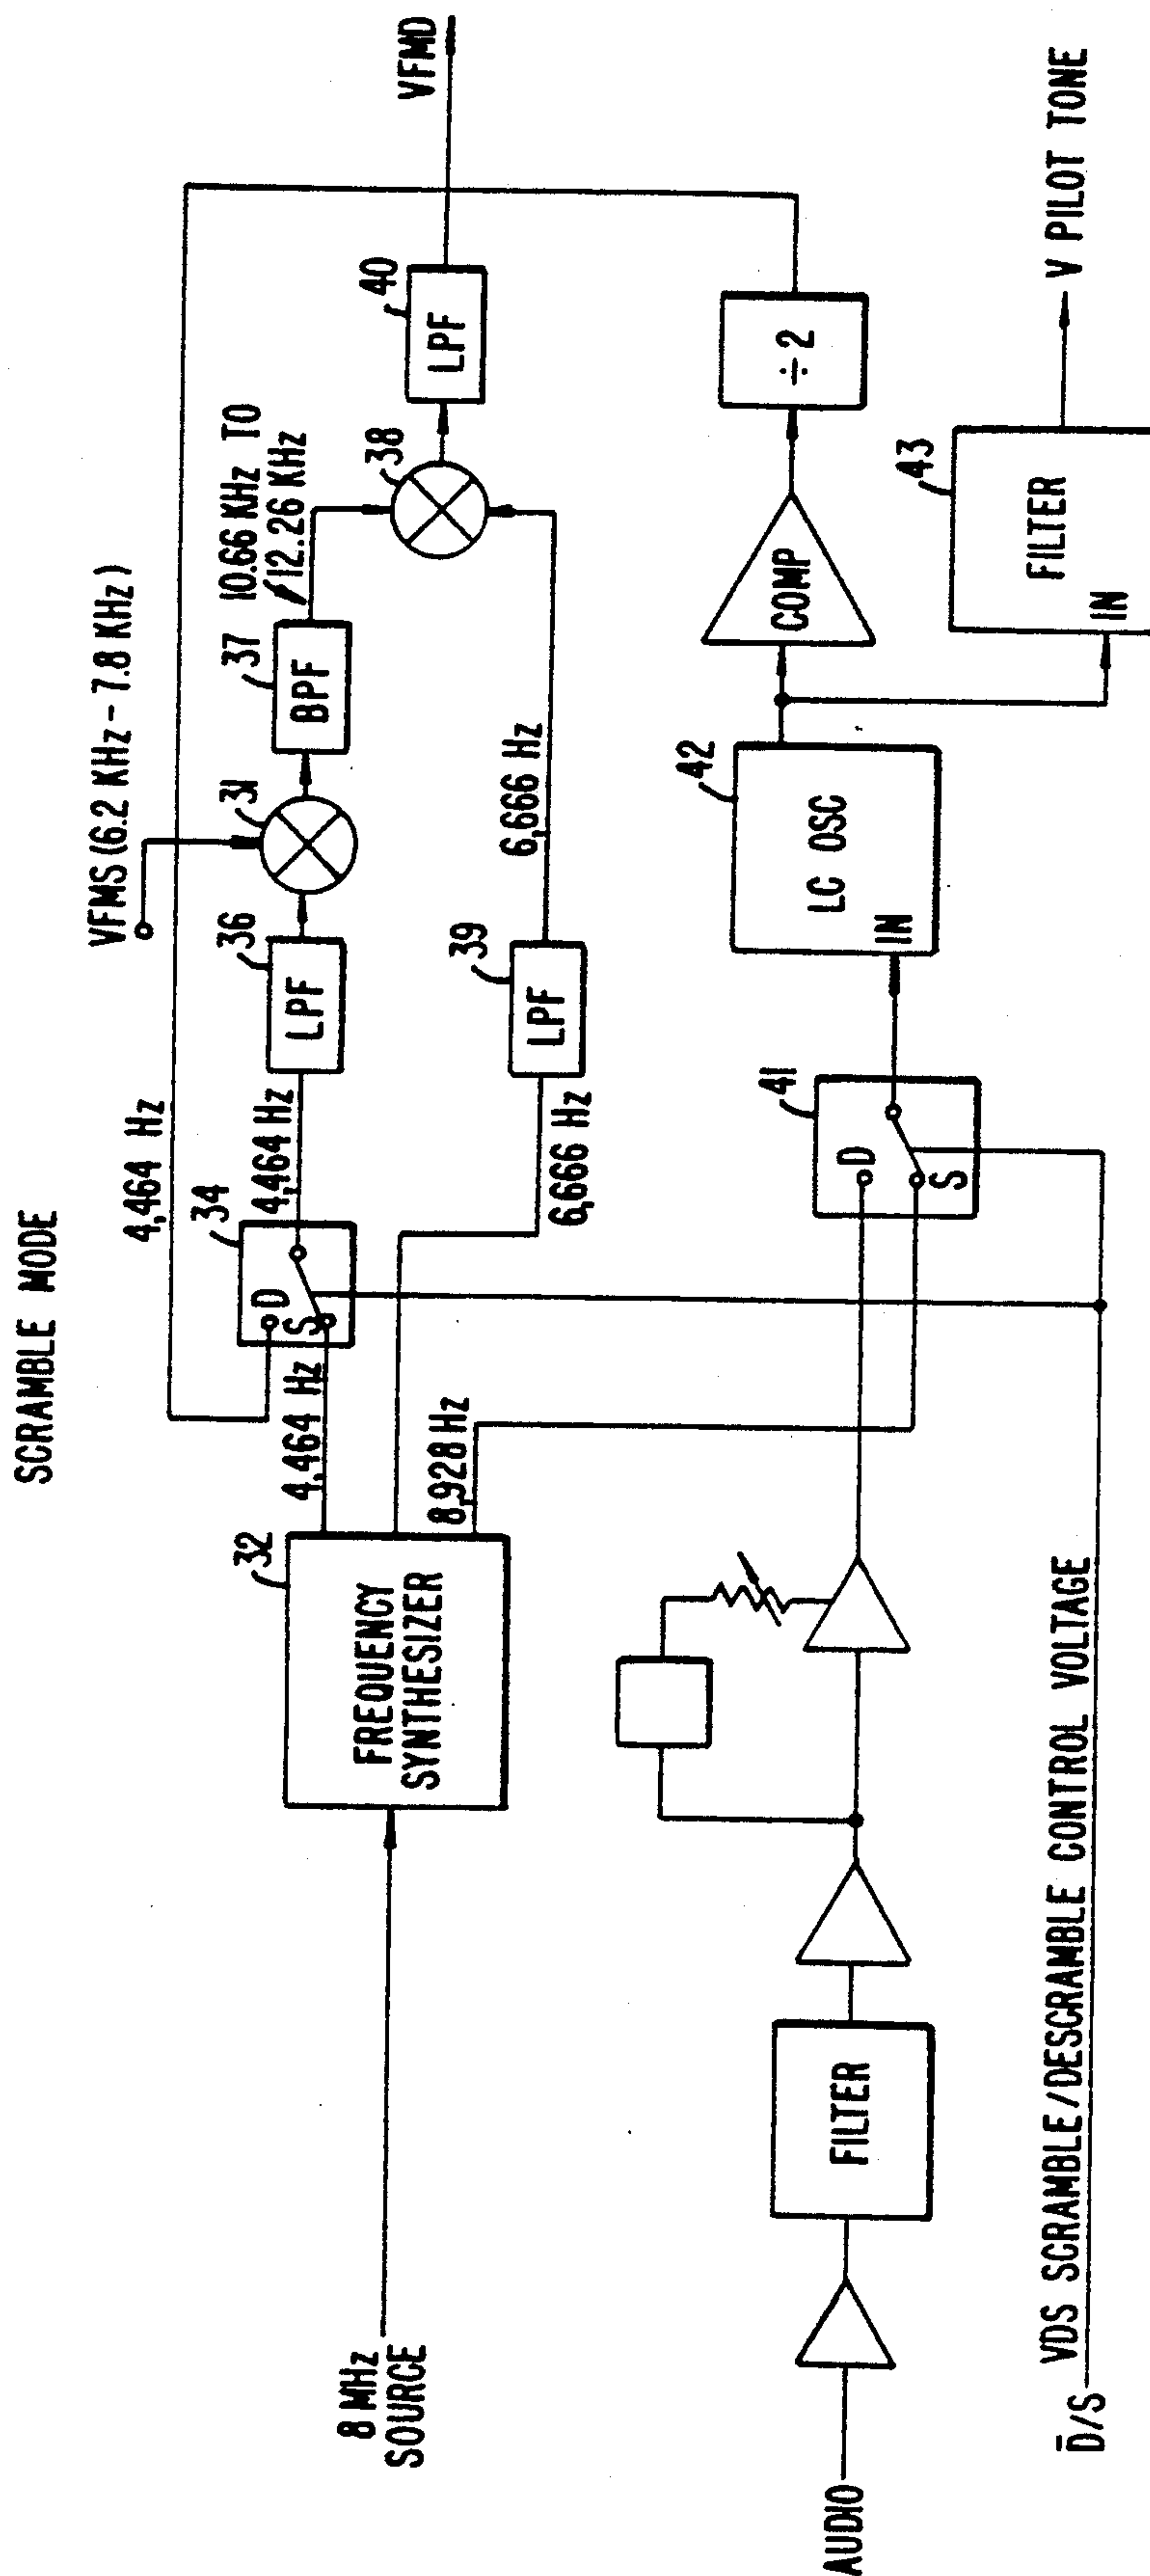 SCRAMBLE MODE
VFMS (6.2 KHz - 7.8 KHz)
4,464 Hz
10.66 KHz TO
12.26 KHz
VFMD
32
FREQUENCY
SYNTHESIZER
8 MHz
SOURCE
4,464 Hz
34
D
S
4,464 Hz
36
LPF
31
37
BPF
38
40
LPF
6,666 Hz
39
LPF
6,666 Hz
8,928 Hz
AUDIO
FILTER
41
D
S
42
LC OSC
IN
COMP
÷ 2
43
FILTER
IN
V PILOT TONE
D̄/S
VDS SCRAMBLE/DESCRAMBLE CONTROL VOLTAGE